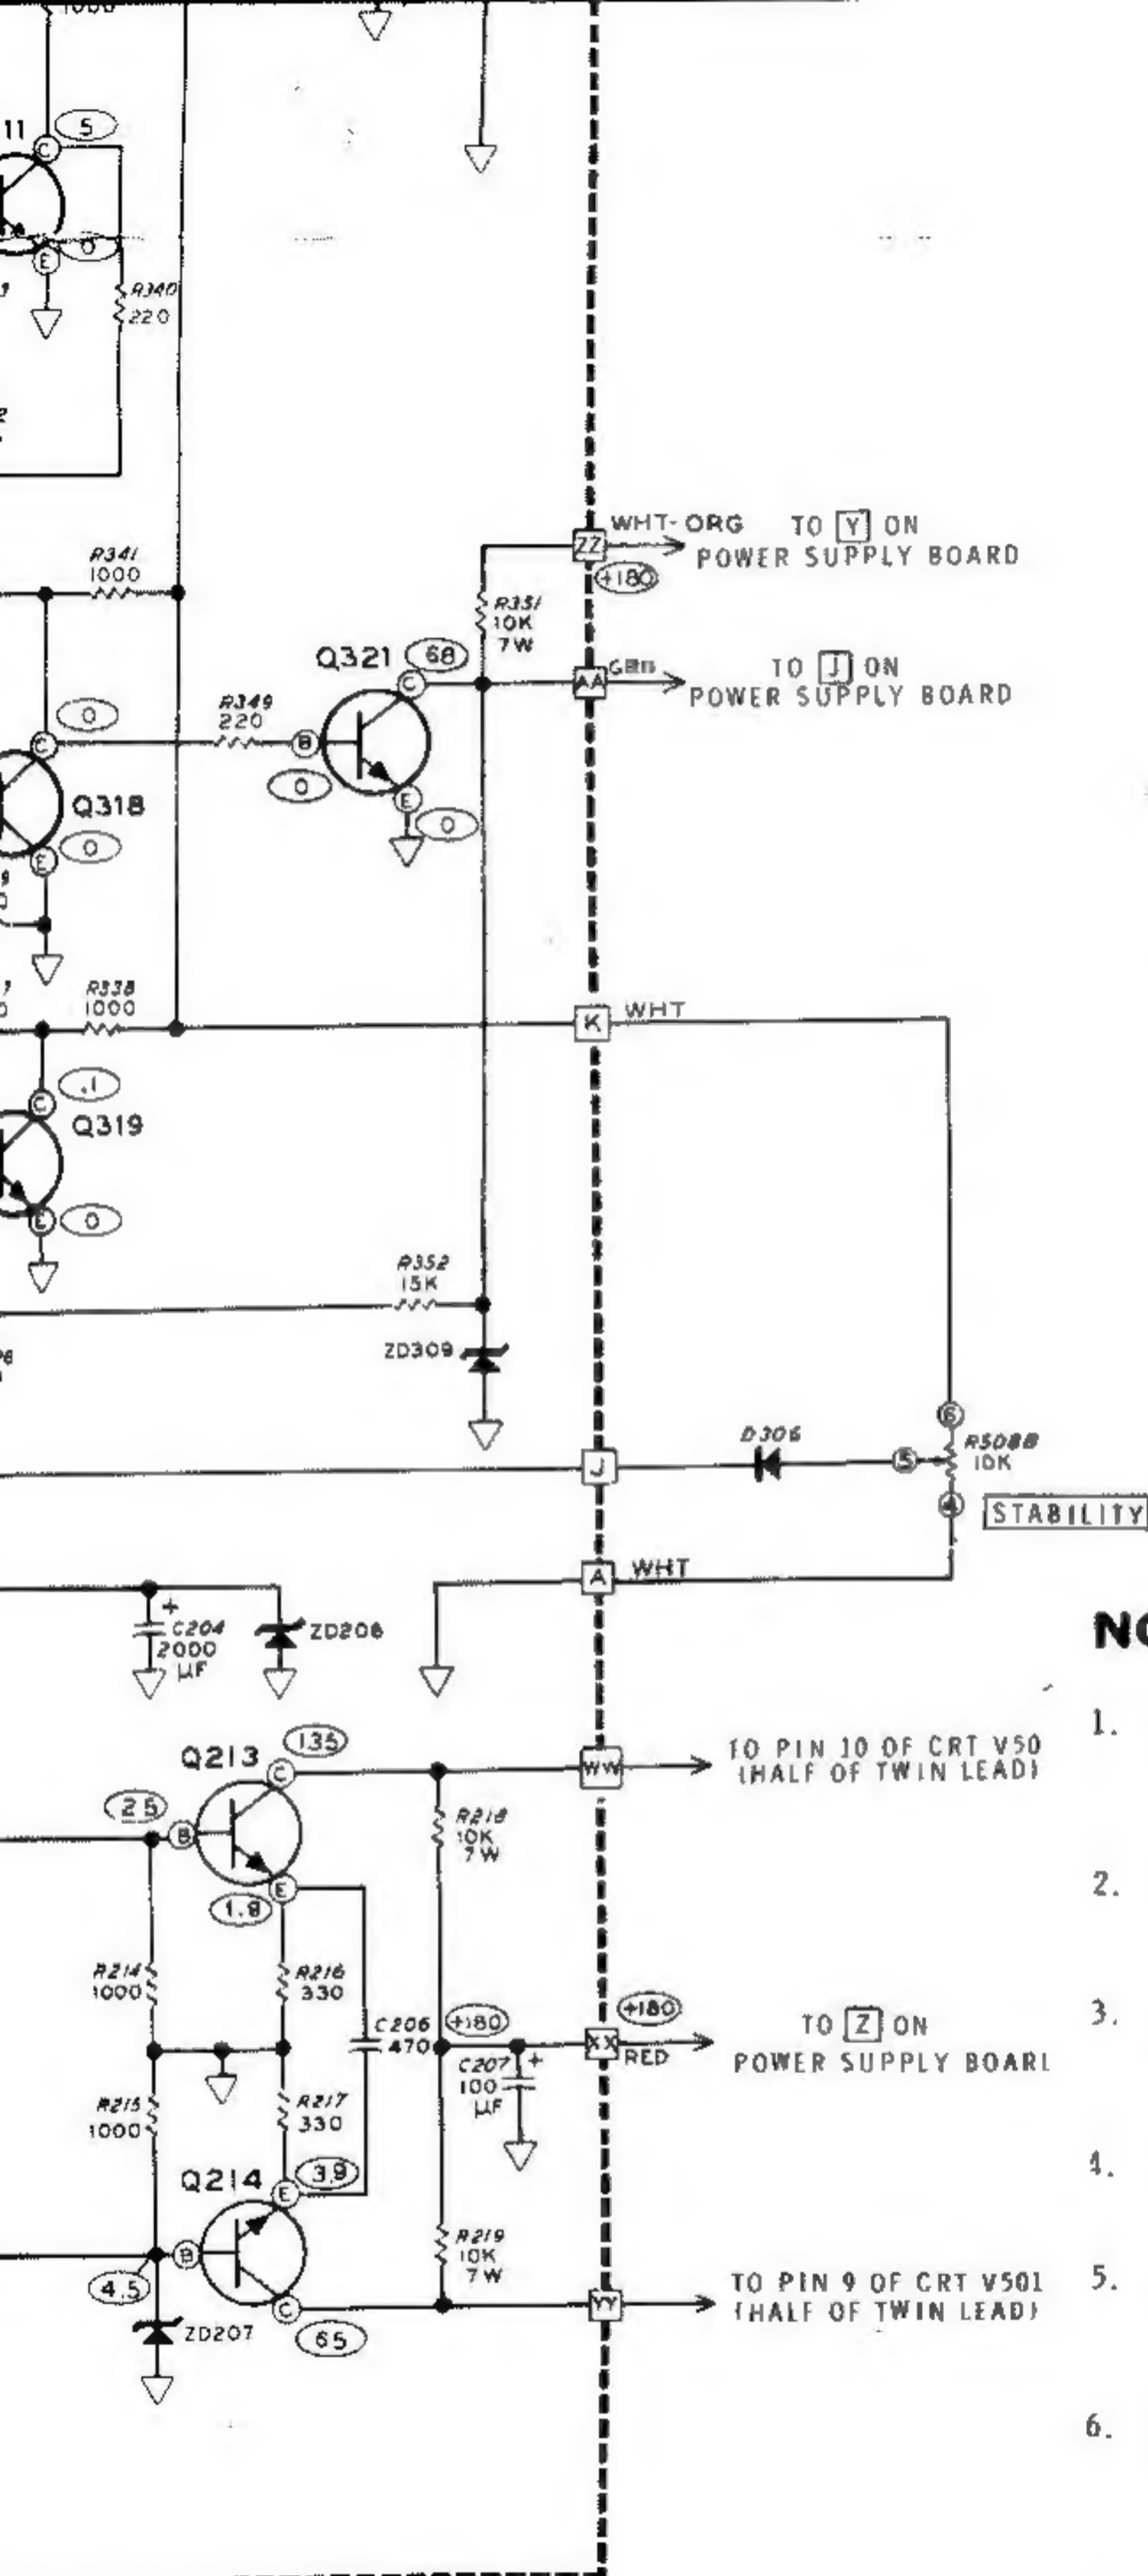 1000
11
5
C
0
E
R340
220
WHT-ORG TO Y ON
POWER SUPPLY BOARD
ZZ
+180
R341
1000
R351
10K
7W
Q321
68
C
AA
GRN
TO J ON
POWER SUPPLY BOARD
R349
220
0
C
B
0
E
0
Q318
0
E
R338
1000
K
WHT
.1
C
Q319
E
0
R352
15K
ZD309
6
D306
R508B
10K
J
5
4
STABILITY
A
WHT
+
C204
2000
µF
ZD208
NO
1.
Q213
135
C
WW
TO PIN 10 OF CRT V50
(HALF OF TWIN LEAD)
2.5
B
R218
10K
7W
E
1.8
2.
R214
1000
R216
330
C206
470
+180
+180
XX
RED
TO Z ON
POWER SUPPLY BOARD
3.
C207
100
µF
+
R215
1000
R217
330
Q214
3.9
E
4.
R219
10K
7W
B
4.5
C
65
ZD207
YY
TO PIN 9 OF CRT V501
(HALF OF TWIN LEAD)
5.
6.